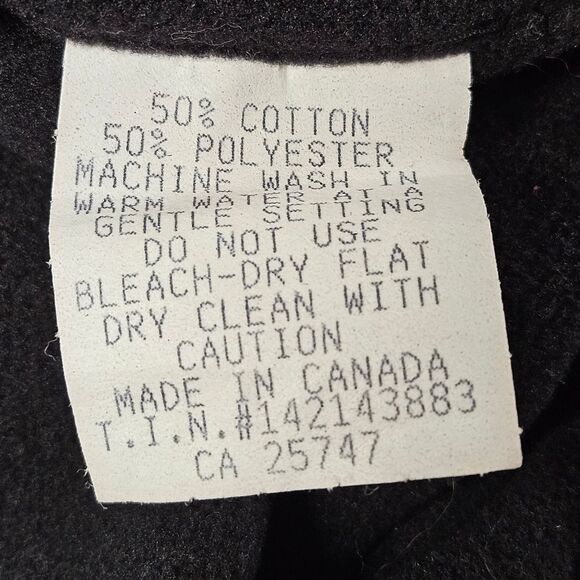 50% COTTON
50% POLYESTER
MACHINE WASH IN
WARM WATER AT A
GENTLE SETTING
DO NOT USE
BLEACH-DRY FLAT
DRY CLEAN WITH
CAUTION
MADE IN CANADA
T.I.N.#142143883
CA 25747